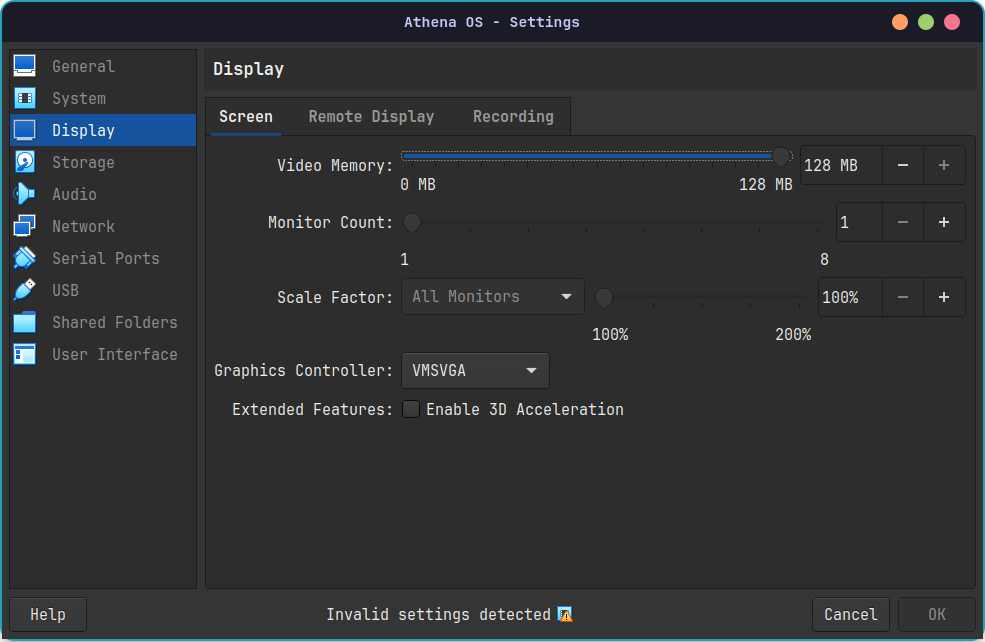 Athena OS - Settings
General
System
Display
Storage
Audio
Network
Serial Ports
USB
Shared Folders
User Interface
Display
Screen Remote Display Recording
Video Memory: 128 MB − +
0 MB 128 MB
Monitor Count: 1 − +
1 8
Scale Factor: All Monitors 100% − +
100% 200%
Graphics Controller: VMSVGA
Extended Features: Enable 3D Acceleration
Help Invalid settings detected Cancel OK